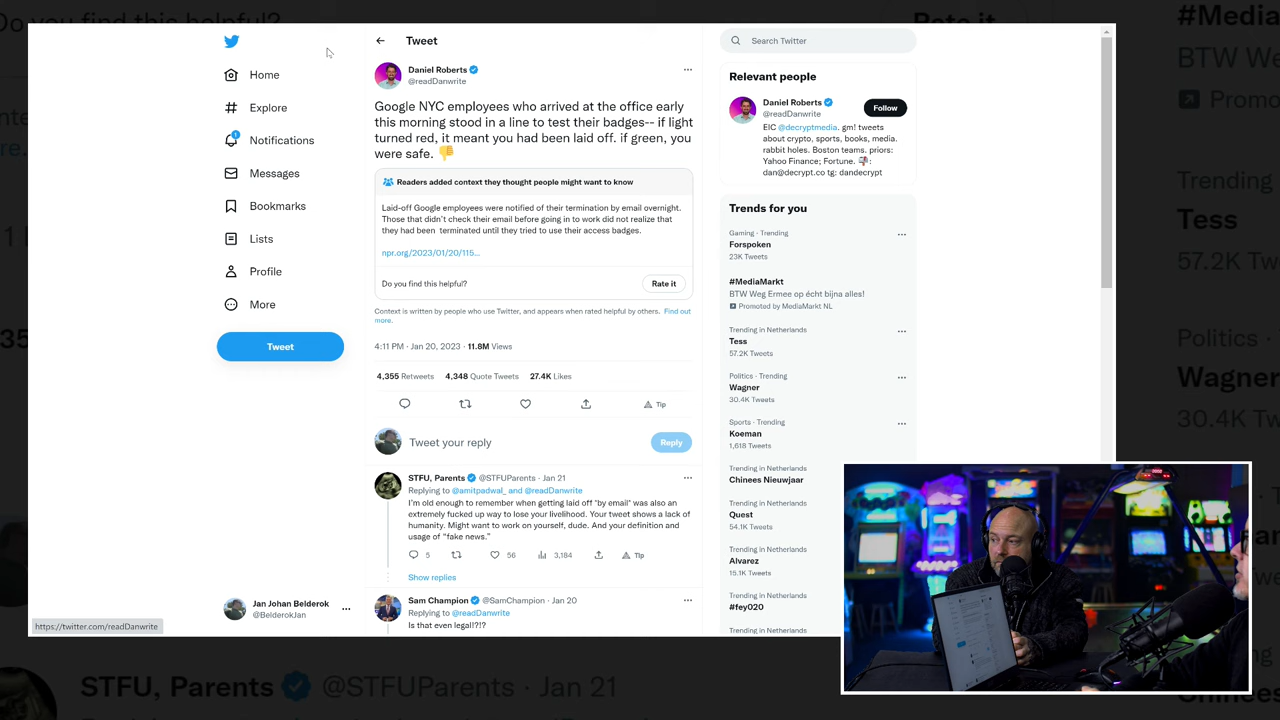 Do you find this helpful?
Rate it
#Media
BTW W
Promo
Trending
Tess
57.2K Tw
Politics ·
Wagner
30.4K Tw
STFU, Parents @STFUParents · Jan 21
Home
Explore
1
Notifications
Messages
Bookmarks
Lists
Profile
More
Tweet
Jan Johan Belderok
@BelderokJan
https://twitter.com/readDanwrite
Tweet
Daniel Roberts
@readDanwrite
Google NYC employees who arrived at the office early
this morning stood in a line to test their badges-- if light
turned red, it meant you had been laid off. if green, you
were safe. 👎
Readers added context they thought people might want to know
Laid-off Google employees were notified of their termination by email overnight.
Those that didn't check their email before going in to work did not realize that
they had been terminated until they tried to use their access badges.
npr.org/2023/01/20/115...
Do you find this helpful?
Rate it
Context is written by people who use Twitter, and appears when rated helpful by others. Find out
more.
4:11 PM · Jan 20, 2023 · 11.8M Views
4,355 Retweets 4,348 Quote Tweets 27.4K Likes
Tip
Tweet your reply
Reply
STFU, Parents @STFUParents · Jan 21
Replying to @amitpadwal_ and @readDanwrite
I'm old enough to remember when getting laid off *by email* was also an
extremely fucked up way to lose your livelihood. Your tweet shows a lack of
humanity. Might want to work on yourself, dude. And your definition and
usage of "fake news."
5 56 3,184 Tip
Show replies
Sam Champion @SamChampion · Jan 20
Replying to @readDanwrite
Is that even legal!?!?
Search Twitter
Relevant people
Daniel Roberts
@readDanwrite
Follow
EIC @decryptmedia. gm! tweets
about crypto, sports, books, media.
rabbit holes. Boston teams. priors:
Yahoo Finance; Fortune. 📬:
dan@decrypt.co tg: dandecrypt
Trends for you
Gaming · Trending
Forspoken
23K Tweets
#MediaMarkt
BTW Weg Ermee op écht bijna alles!
Promoted by MediaMarkt NL
Trending in Netherlands
Tess
57.2K Tweets
Politics · Trending
Wagner
30.4K Tweets
Sports · Trending
Koeman
1,618 Tweets
Trending in Netherlands
Chinees Nieuwjaar
Trending in Netherlands
Quest
54.1K Tweets
Trending in Netherlands
Alvarez
15.1K Tweets
Trending in Netherlands
#fey020
Trending in Netherlands